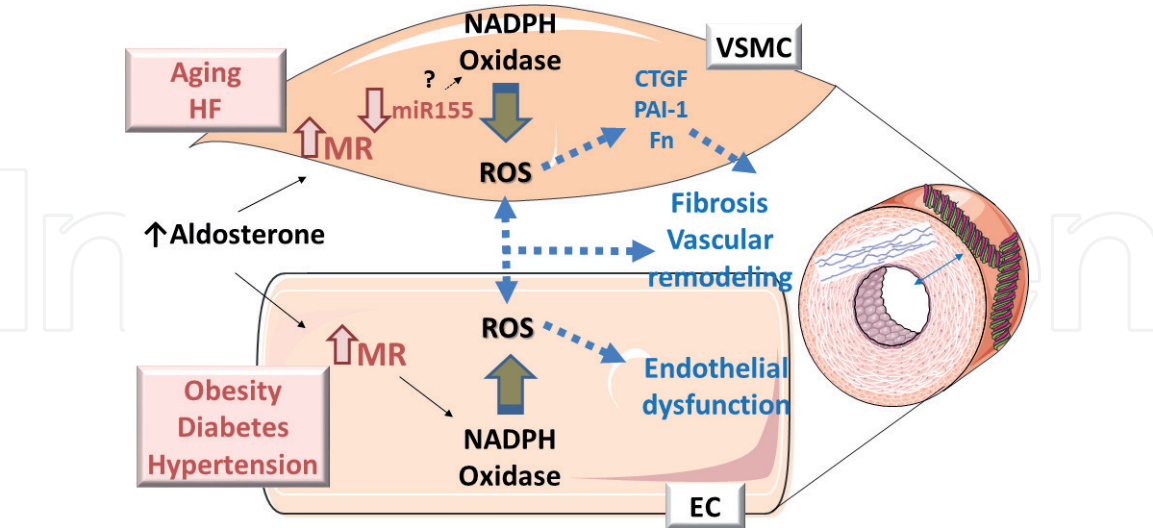 NADPH
Oxidase
VSMC
Aging
HF
?
miR155
CTGF
PAI-1
Fn
MR
ROS
↑Aldosterone
Fibrosis
Vascular
remodeling
ROS
MR
Endothelial
dysfunction
Obesity
Diabetes
Hypertension
NADPH
Oxidase
EC